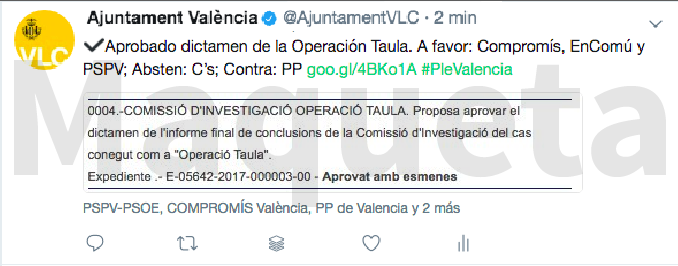 VLC
Ajuntament València @AjuntamentVLC · 2 min
✔Aprobado dictamen de la Operación Taula. A favor: Compromís, EnComú y
PSPV; Absten: C's; Contra: PP goo.gl/4BKo1A #PleValencia
0004.-COMISSIÓ D'INVESTIGACIÓ OPERACIÓ TAULA. Proposa aprovar el
dictamen de l'informe final de conclusions de la Comissió d'Investigació del cas
conegut com a "Operació Taula".
Expediente .- E-05642-2017-000003-00 - Aprovat amb esmenes
PSPV-PSOE, COMPROMÍS València, PP de Valencia y 2 más
Maqueta